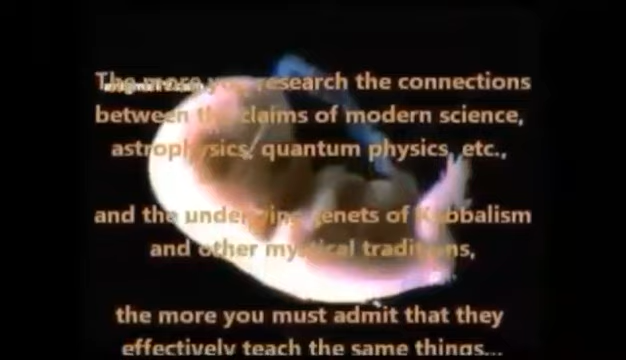 The more you research the connections
between the claims of modern science,
astrophysics, quantum physics, etc.,
and the underlying tenets of Kabbalism
and other mystical traditions,
the more you must admit that they
effectively teach the same things...